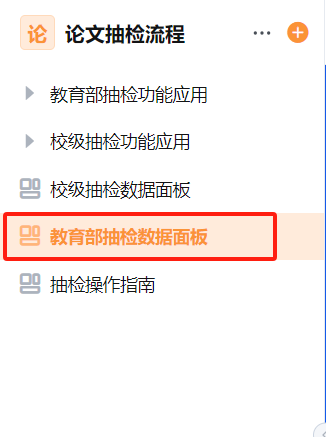 论 论文抽检流程
教育部抽检功能应用
校级抽检功能应用
校级抽检数据面板
教育部抽检数据面板
抽检操作指南